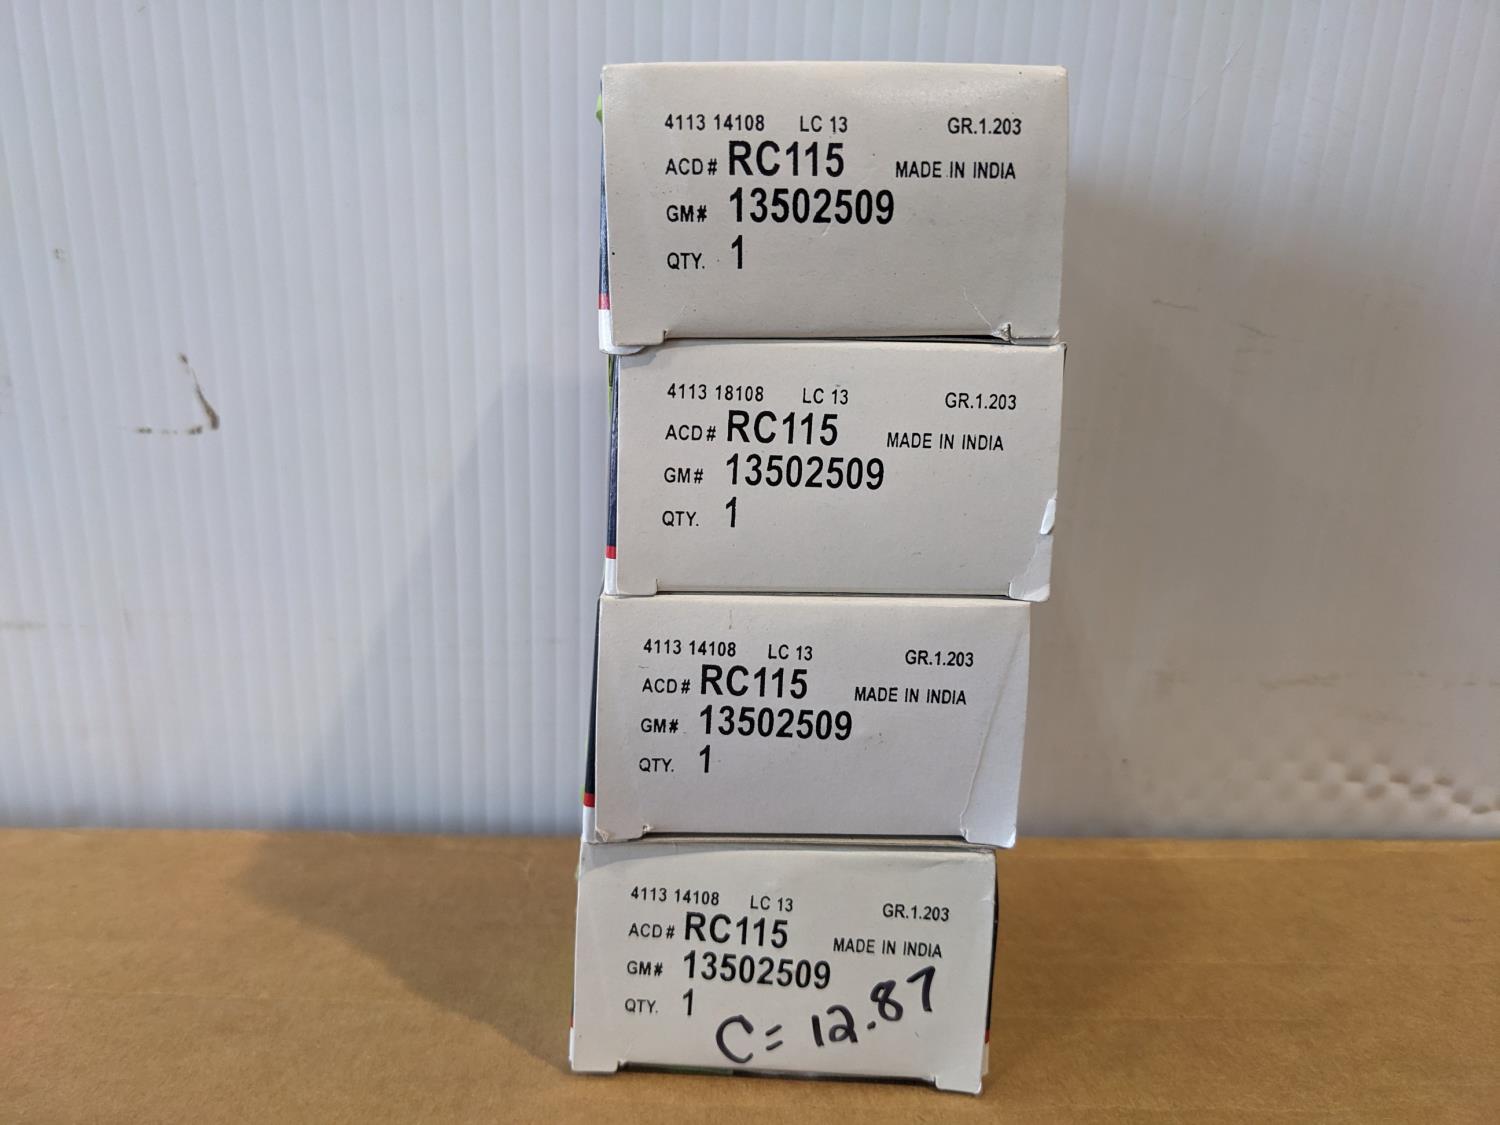 4113 14108 LC 13 GR.1.203
ACD# RC115 MADE IN INDIA
GM# 13502509
QTY. 1
4113 18108 LC 13 GR.1.203
ACD# RC115 MADE IN INDIA
GM# 13502509
QTY. 1
4113 14108 LC 13 GR.1.203
ACD# RC115 MADE IN INDIA
GM# 13502509
QTY. 1
4113 14108 LC 13 GR.1.203
ACD# RC115 MADE IN INDIA
GM# 13502509
QTY. 1
C= 12.87